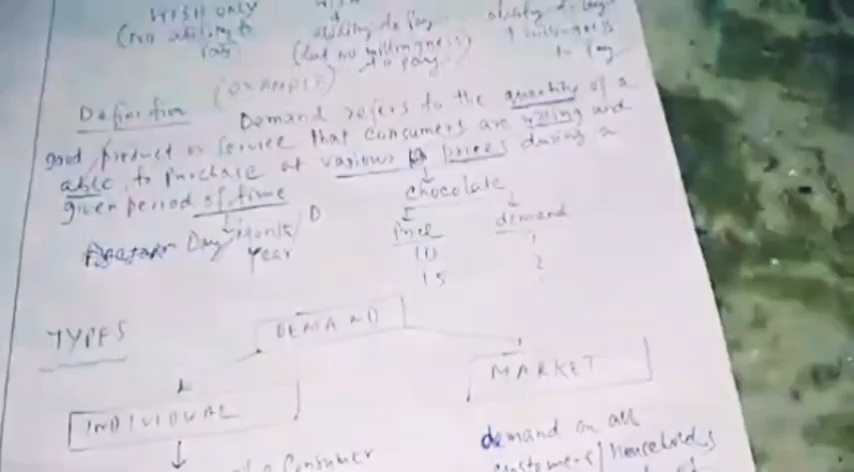 WISH ONLY
(No ability to pay)
ability to pay
(but no willingness) to pay
ability to pay
& willingness
to pay
(EXAMPLE)
Definition Demand refers to the quantity of a
good/product or service that consumers are willing and
able to purchase at various prices during a
given period of time
chocolate
Day/Month/
Year
D
Price demand
10 1
15 2
TYPES
DEMAND
INDIVIDUAL
MARKET
a Consumer
demand an all
customers/households